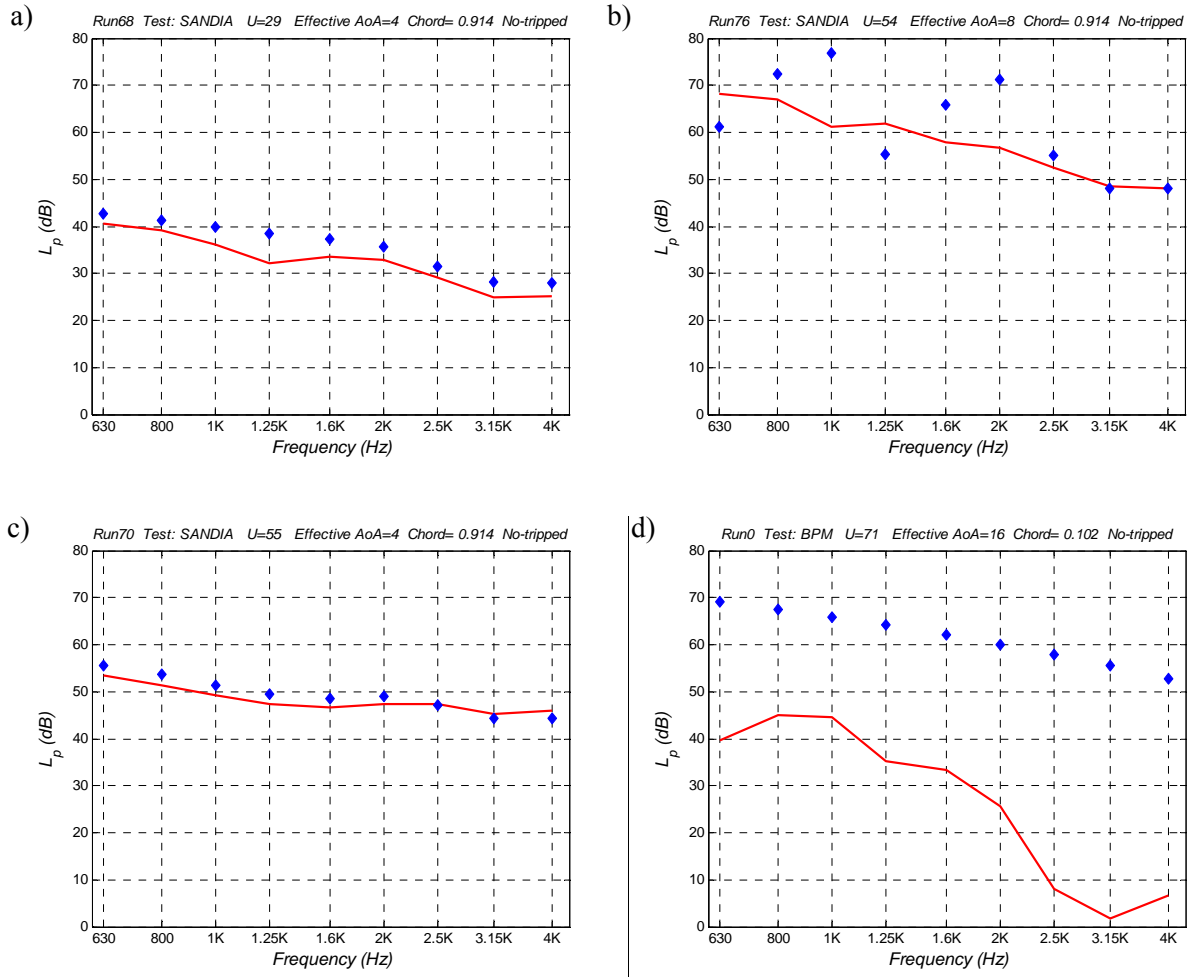 a)
Run68 Test: SANDIA U=29 Effective AoA=4 Chord= 0.914 No-tripped
80
70
60
50
40
30
20
10
0
L_p (dB)
630 800 1K 1.25K 1.6K 2K 2.5K 3.15K 4K
Frequency (Hz)
b)
Run76 Test: SANDIA U=54 Effective AoA=8 Chord= 0.914 No-tripped
80
70
60
50
40
30
20
10
0
L_p (dB)
630 800 1K 1.25K 1.6K 2K 2.5K 3.15K 4K
Frequency (Hz)
c)
Run70 Test: SANDIA U=55 Effective AoA=4 Chord= 0.914 No-tripped
80
70
60
50
40
30
20
10
0
L_p (dB)
630 800 1K 1.25K 1.6K 2K 2.5K 3.15K 4K
Frequency (Hz)
d)
Run0 Test: BPM U=71 Effective AoA=16 Chord= 0.102 No-tripped
80
70
60
50
40
30
20
10
0
L_p (dB)
630 800 1K 1.25K 1.6K 2K 2.5K 3.15K 4K
Frequency (Hz)